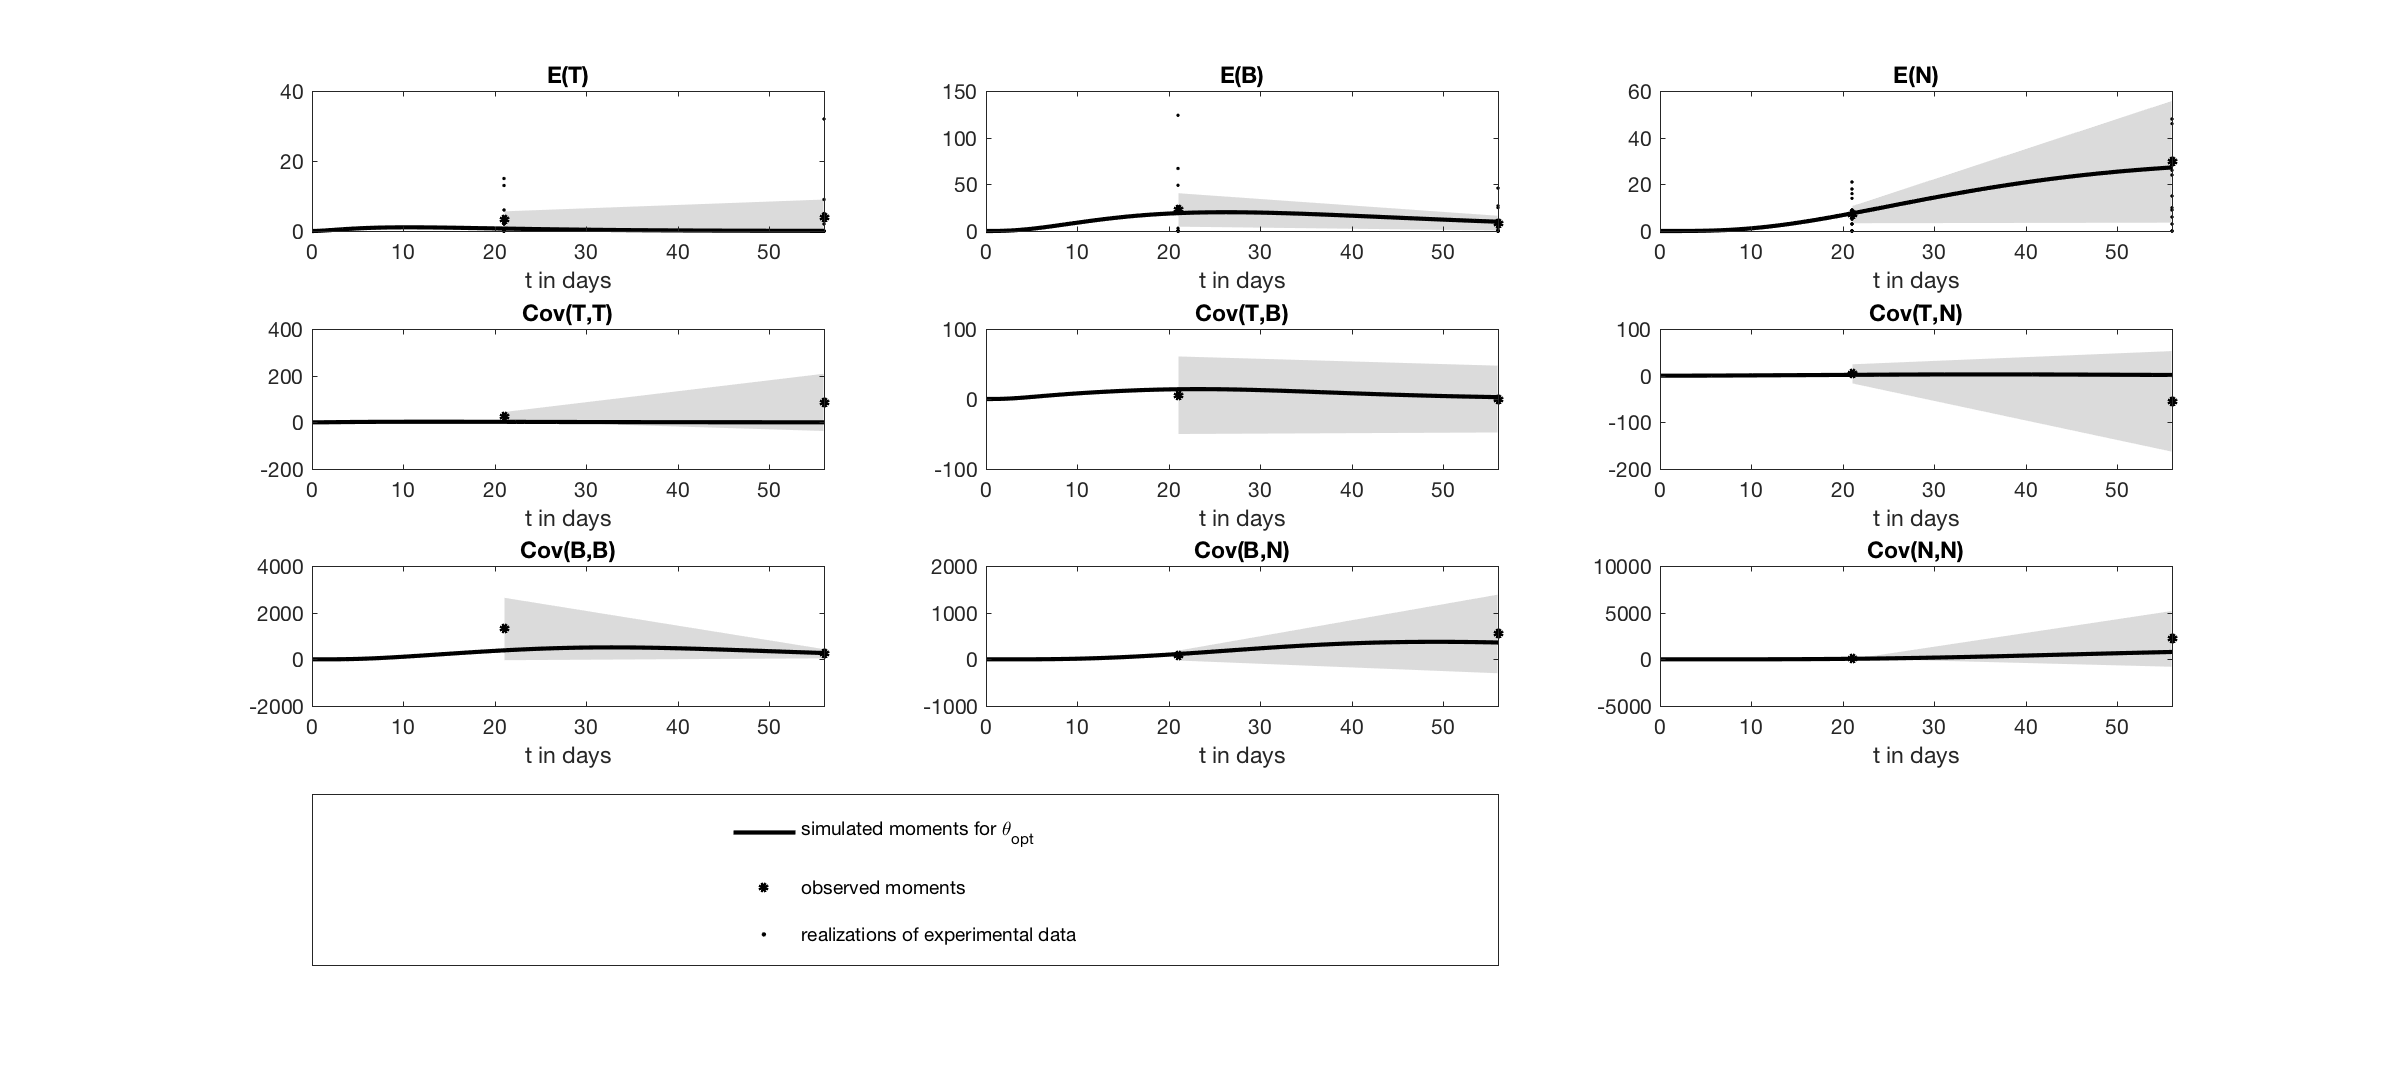 E(T)
40
20
0
0 10 20 30 40 50
t in days
E(B)
150
100
50
0
0 10 20 30 40 50
t in days
E(N)
60
40
20
0
0 10 20 30 40 50
t in days
Cov(T,T)
400
200
0
-200
0 10 20 30 40 50
t in days
Cov(T,B)
100
0
-100
0 10 20 30 40 50
t in days
Cov(T,N)
100
0
-100
-200
0 10 20 30 40 50
t in days
Cov(B,B)
4000
2000
0
-2000
0 10 20 30 40 50
t in days
Cov(B,N)
2000
1000
0
-1000
0 10 20 30 40 50
t in days
Cov(N,N)
10000
5000
0
-5000
0 10 20 30 40 50
t in days
simulated moments for θopt
observed moments
realizations of experimental data